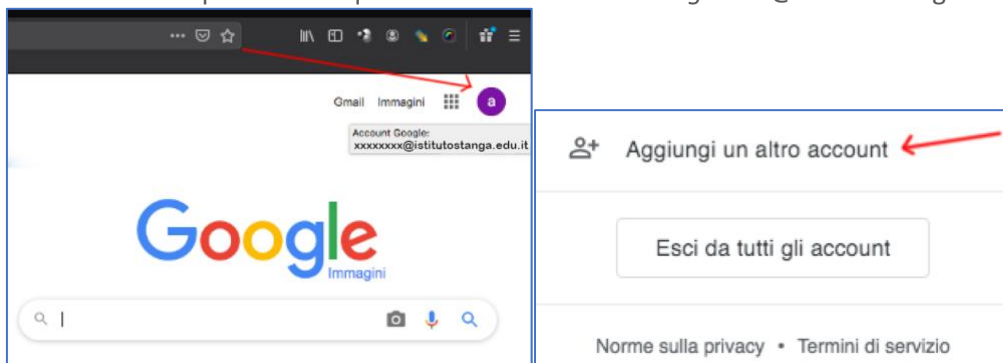 Gmail Immagini
a
Account Google:
xxxxxxxx@istitutostanga.edu.it
Google
Immagini
Aggiungi un altro account
Esci da tutti gli account
Norme sulla privacy • Termini di servizio